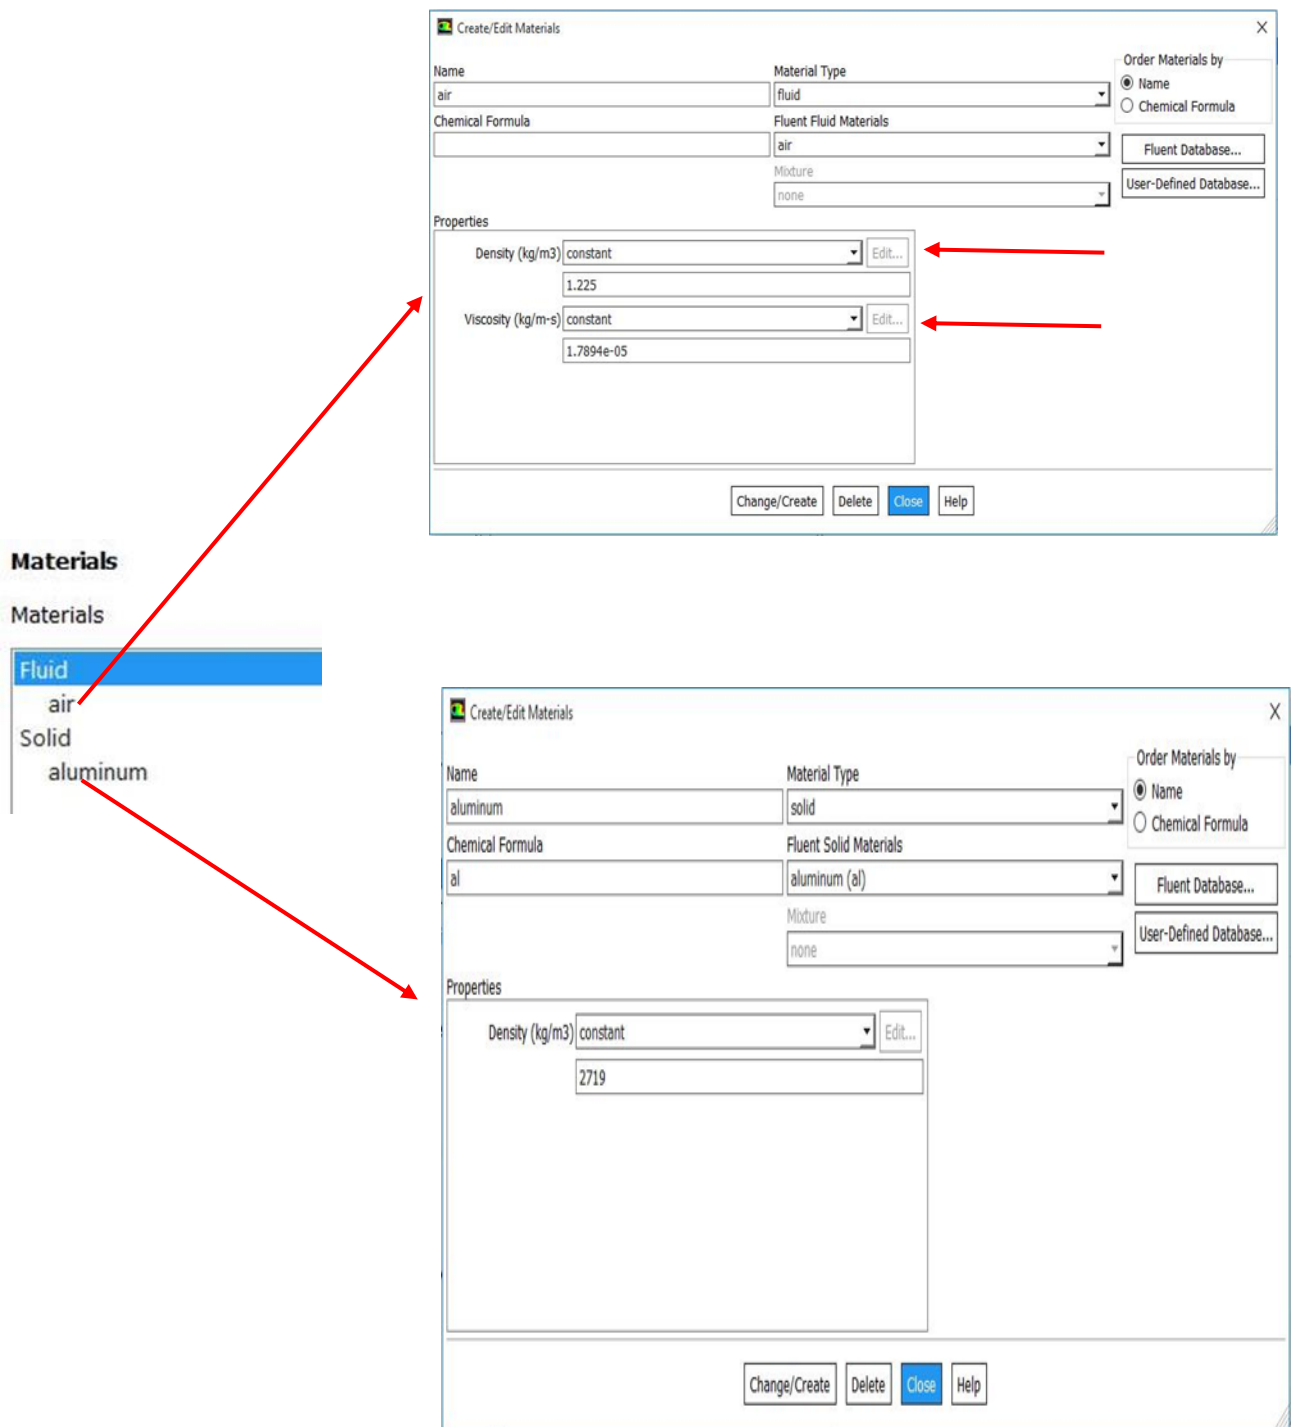 Create/Edit Materials
X
Name
Material Type
Order Materials by
air
fluid
Name
Chemical Formula
Chemical Formula
Fluent Fluid Materials
air
Fluent Database...
Mixture
none
User-Defined Database...
Properties
Density (kg/m3) constant
Edit...
1.225
Viscosity (kg/m-s) constant
Edit...
1.7894e-05
Change/Create
Delete
Close
Help
Materials
Materials
Fluid
air
Solid
aluminum
Create/Edit Materials
X
Name
Material Type
Order Materials by
aluminum
solid
Name
Chemical Formula
Chemical Formula
Fluent Solid Materials
al
aluminum (al)
Fluent Database...
Mixture
none
User-Defined Database...
Properties
Density (kg/m3) constant
Edit...
2719
Change/Create
Delete
Close
Help